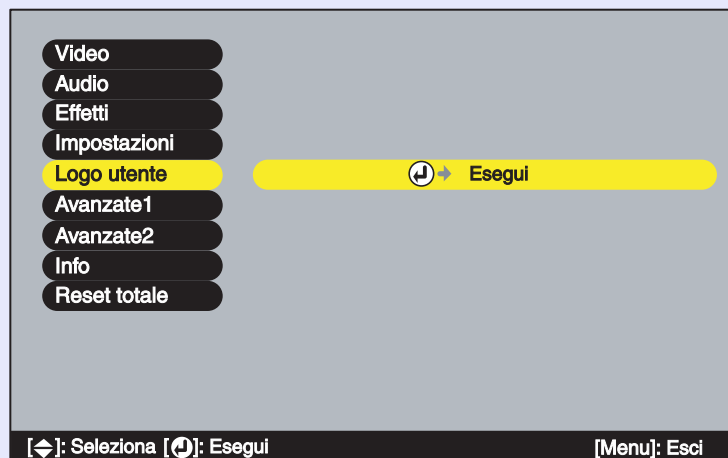 Video
Audio
Effetti
Impostazioni
Logo utente
Esegui
Avanzate1
Avanzate2
Info
Reset totale
[]: Seleziona []: Esegui [Menu]: Esci